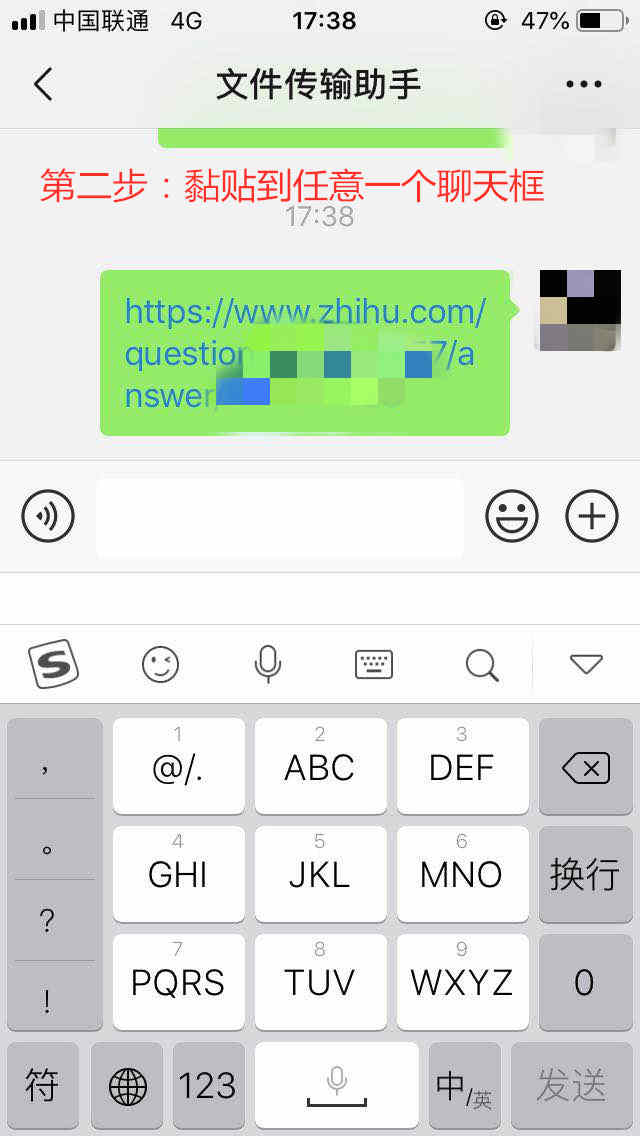 中国联通 4G 17:38 47%
文件传输助手
第二步：黏贴到任意一个聊天框
17:38
https://www.zhihu.com/
question 7/a
nswer/
S
， 1 @/. 2 ABC 3 DEF
。 4 GHI 5 JKL 6 MNO 换行
？ 7 PQRS 8 TUV 9 WXYZ 0
！
符 123 中/英 发送